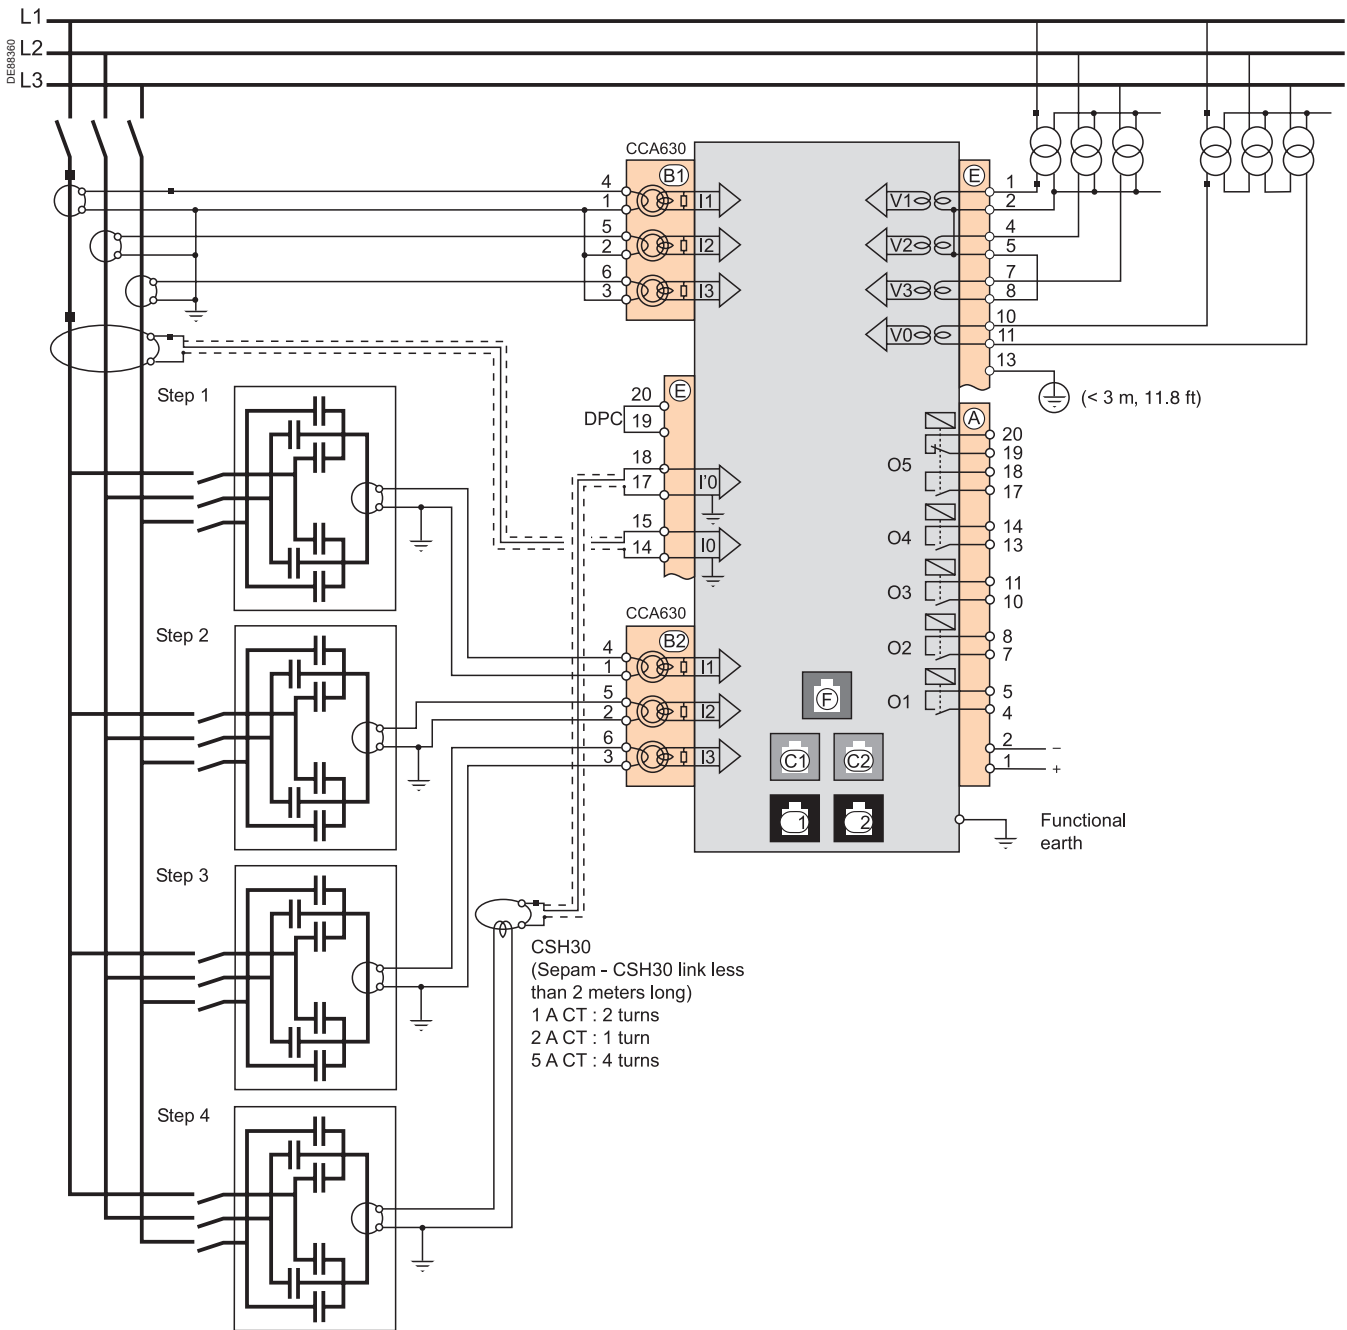 L1
L2
L3
DE88360
CCA630
B1
4
1
I1
5
2
I2
6
3
I3
E
V1
1
2
V2
4
5
V3
7
8
V0
10
11
13
(< 3 m, 11.8 ft)
E
20
DPC
19
18
17
I'0
15
14
I0
A
O5
20
19
18
17
O4
14
13
O3
11
10
O2
8
7
O1
5
4
2 –
1 +
CCA630
B2
4
1
I1
5
2
I2
6
3
I3
F
C1
C2
1
2
Functional
earth
Step 1
Step 2
Step 3
Step 4
CSH30
(Sepam - CSH30 link less
than 2 meters long)
1 A CT : 2 turns
2 A CT : 1 turn
5 A CT : 4 turns